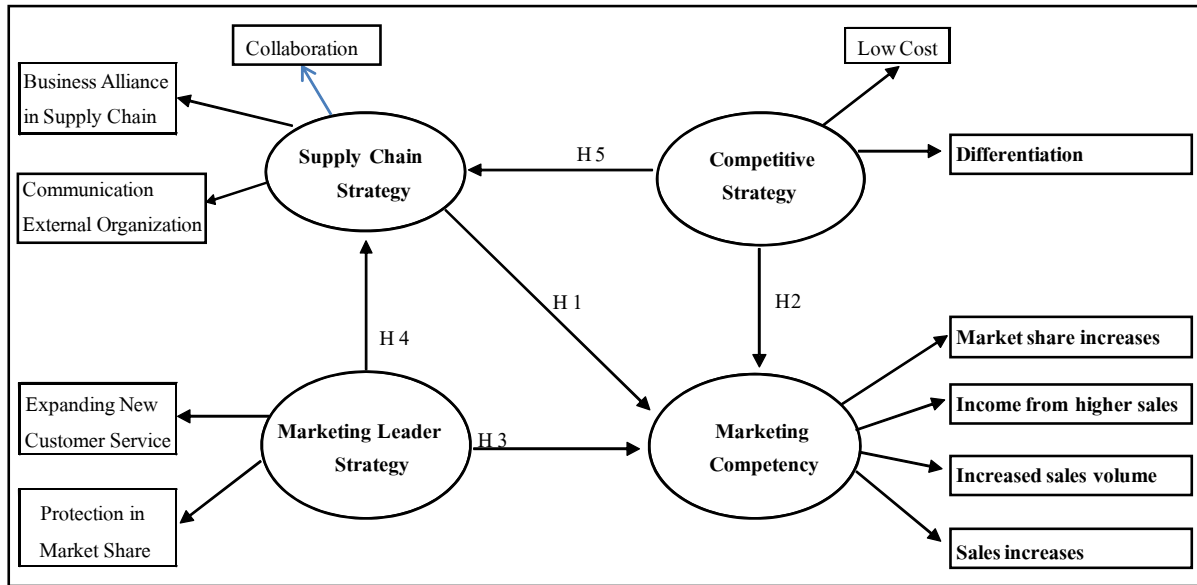 Collaboration
Low Cost
Business Alliance
in Supply Chain
Supply Chain
Strategy
H 5
Competitive
Strategy
Differentiation
Communication
External Organization
H 1
H2
H 4
Market share increases
Expanding New
Customer Service
Marketing Leader
Strategy
H 3
Marketing
Competency
Income from higher sales
Increased sales volume
Protection in
Market Share
Sales increases